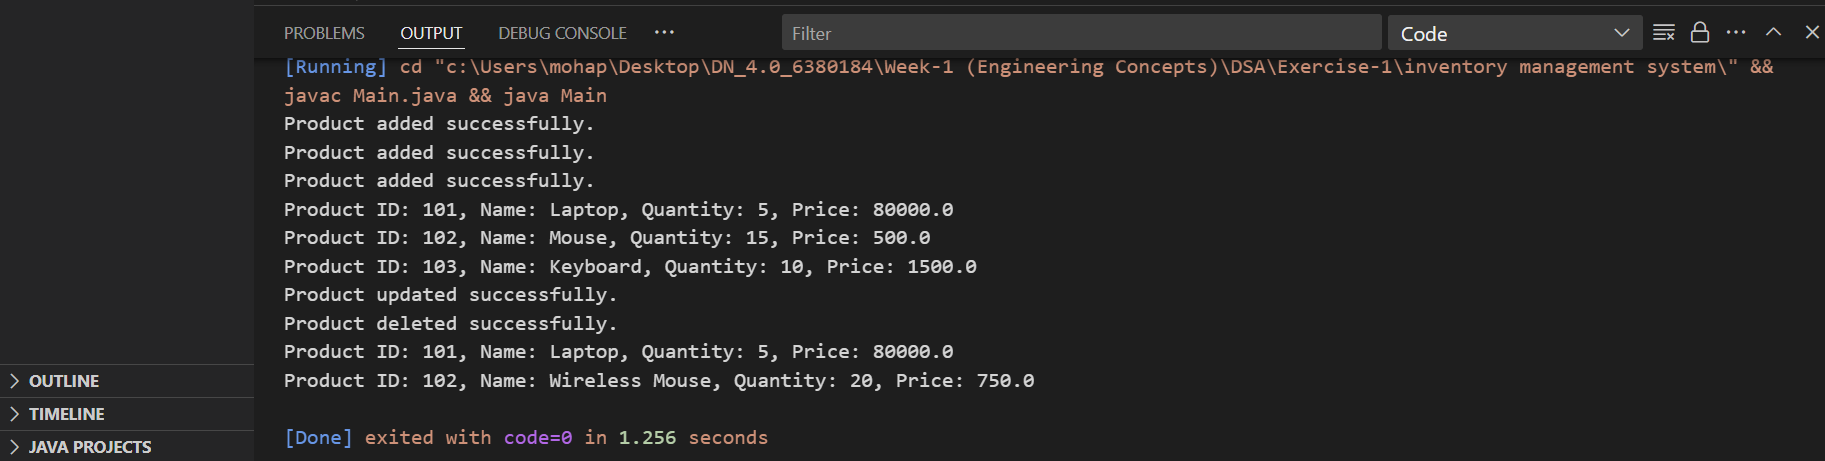 PROBLEMS OUTPUT DEBUG CONSOLE ··· Filter Code ···
[Running] cd "c:\Users\mohap\Desktop\DN_4.0_6380184\Week-1 (Engineering Concepts)\DSA\Exercise-1\inventory management system\" &&
javac Main.java && java Main
Product added successfully.
Product added successfully.
Product added successfully.
Product ID: 101, Name: Laptop, Quantity: 5, Price: 80000.0
Product ID: 102, Name: Mouse, Quantity: 15, Price: 500.0
Product ID: 103, Name: Keyboard, Quantity: 10, Price: 1500.0
Product updated successfully.
Product deleted successfully.
Product ID: 101, Name: Laptop, Quantity: 5, Price: 80000.0
Product ID: 102, Name: Wireless Mouse, Quantity: 20, Price: 750.0
[Done] exited with code=0 in 1.256 seconds
OUTLINE
TIMELINE
JAVA PROJECTS